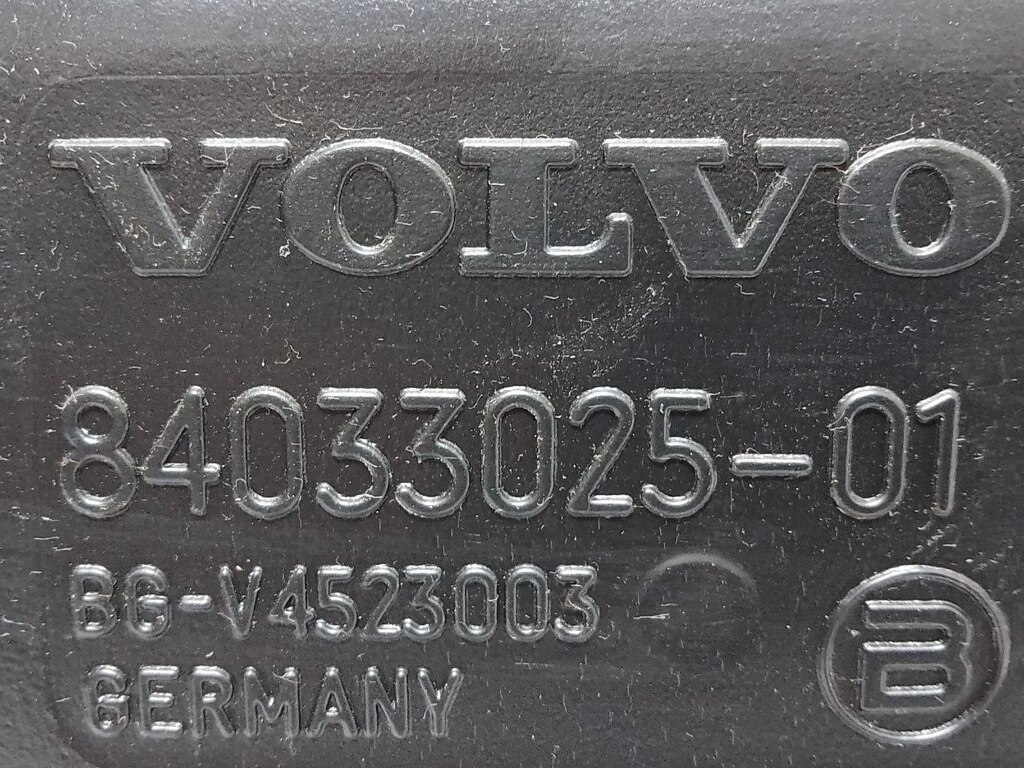 VOLVO
84033025-01
BG-V4523003
GERMANY
B